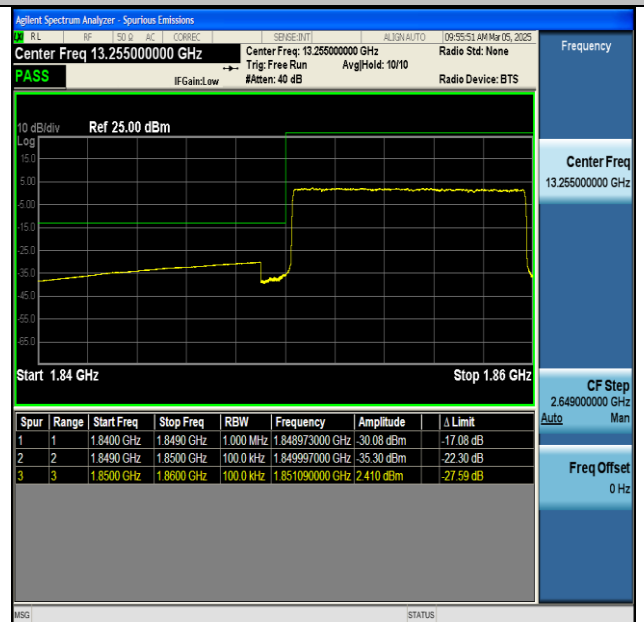 Agilent Spectrum Analyzer - Spurious Emissions
RL RF 50 Ω AC CORREC SENSE:INT ALIGN AUTO 09:55:51 AM Mar 05, 2025
Center Freq 13.255000000 GHz
Center Freq: 13.255000000 GHz
Radio Std: None
Frequency
Trig: Free Run Avg|Hold: 10/10
PASS
IFGain:Low
#Atten: 40 dB
Radio Device: BTS
10 dB/div Ref 25.00 dBm
Log
15.0
5.00
-5.00
-15.0
-25.0
-35.0
-45.0
-55.0
-65.0
Start 1.84 GHz Stop 1.86 GHz
Center Freq
13.255000000 GHz
CF Step
2.649000000 GHz
Auto Man
Freq Offset
0 Hz
Spur Range Start Freq Stop Freq RBW Frequency Amplitude Δ Limit
1 1 1.8400 GHz 1.8490 GHz 1.000 MHz 1.848973000 GHz -30.08 dBm -17.08 dB
2 2 1.8490 GHz 1.8500 GHz 100.0 kHz 1.849997000 GHz -35.30 dBm -22.30 dB
3 3 1.8500 GHz 1.8600 GHz 100.0 kHz 1.851090000 GHz 2.410 dBm -27.59 dB
MSG STATUS